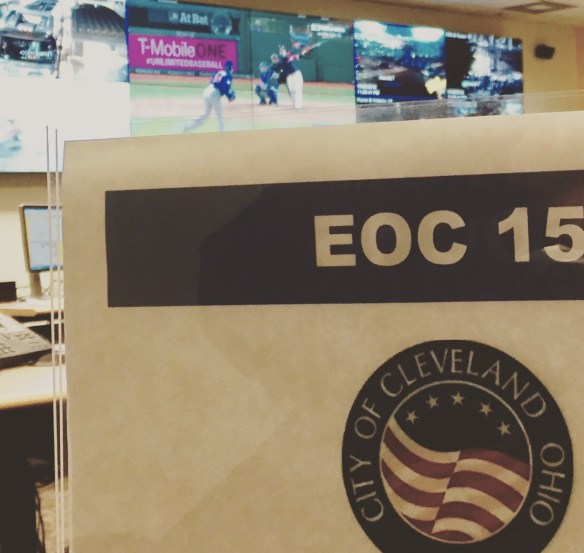 At Bat
T-Mobile ONE
#UNLIMITEDBASEBALL
EOC 15
CITY OF CLEVELAND OHIO